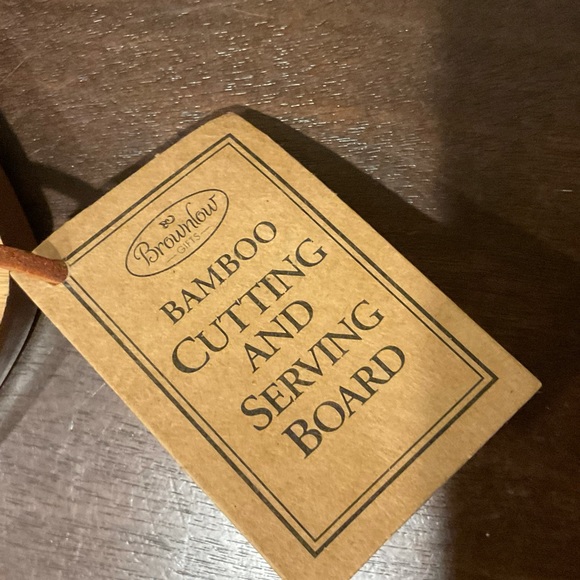 Brownlow
GIFTS
BAMBOO
CUTTING
AND
SERVING
BOARD